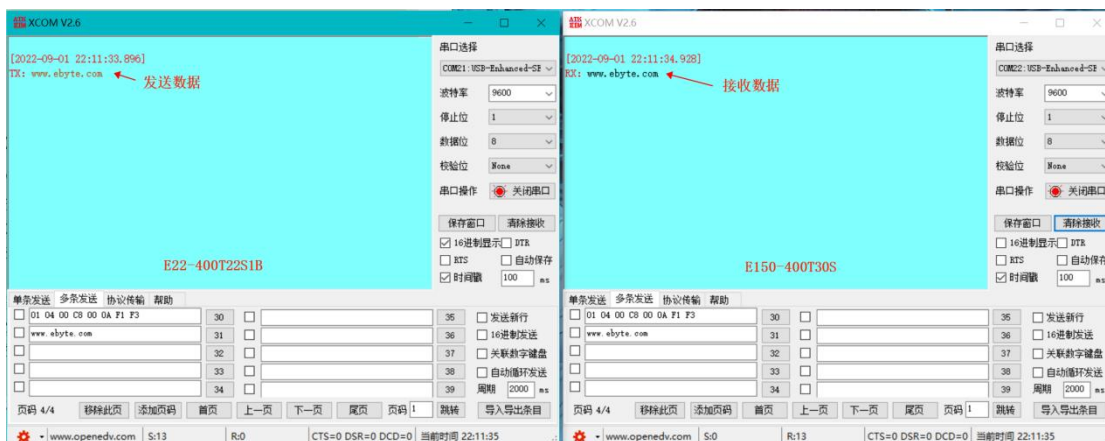 XCOM V2.6
[2022-09-01 22:11:33.896]
TX: www.ebyte.com
发送数据
E22-400T22S1B
串口选择
COM21:USB-Enhanced-SE
波特率 9600
停止位 1
数据位 8
校验位 None
串口操作 关闭串口
保存窗口 清除接收
16进制显示 DTR
RTS 自动保存
时间戳 100 ms
单条发送 多条发送 协议传输 帮助
01 04 00 C8 00 0A F1 F3 30 35 发送新行
www.ebyte.com 31 36 16进制发送
32 37 关联数字键盘
33 38 自动循环发送
34 39 周期 2000 ms
页码 4/4 移除此页 添加页码 首页 上一页 下一页 尾页 页码 1 跳转 导入导出条目
www.openedv.com S:13 R:0 CTS=0 DSR=0 DCD=0 当前时间 22:11:35
XCOM V2.6
[2022-09-01 22:11:34.928]
RX: www.ebyte.com
接收数据
E150-400T30S
串口选择
COM22:USB-Enhanced-SE
波特率 9600
停止位 1
数据位 8
校验位 None
串口操作 关闭串口
保存窗口 清除接收
16进制显示 DTR
RTS 自动保存
时间戳 100 ms
单条发送 多条发送 协议传输 帮助
01 04 00 C8 00 0A F1 F3 30 35 发送新行
www.ebyte.com 31 36 16进制发送
32 37 关联数字键盘
33 38 自动循环发送
34 39 周期 2000 ms
页码 4/4 移除此页 添加页码 首页 上一页 下一页 尾页 页码 1 跳转 导入导出条目
www.openedv.com S:0 R:13 CTS=0 DSR=0 DCD=0 当前时间 22:11:35